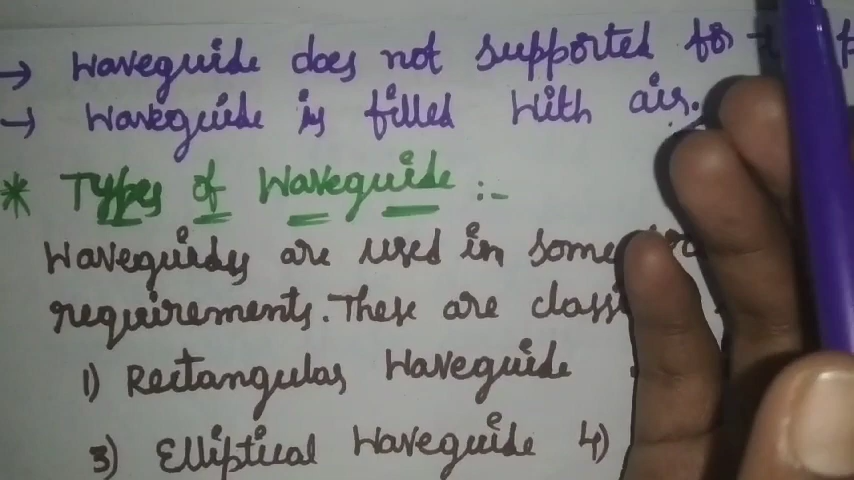 → Waveguide does not supported for
→ Waveguide is filled with air.
* Types of Waveguide :-
Waveguides are used in some
requirements. These are
1) Rectangular Waveguide
3) Elliptical Waveguide 4)